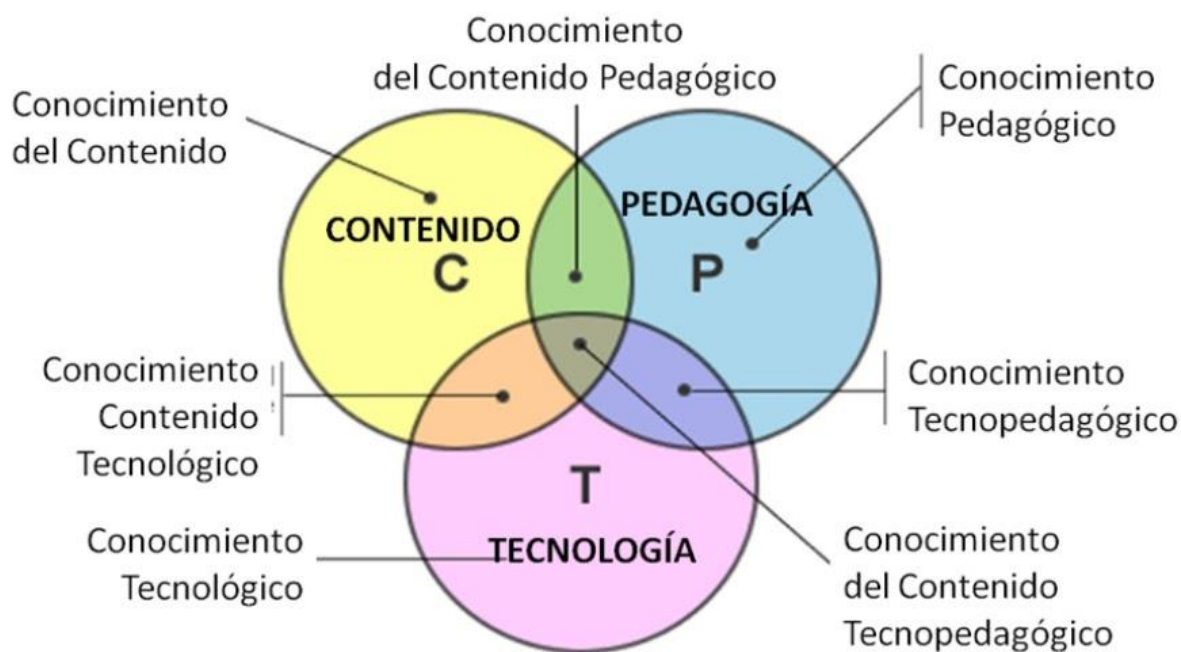 Conocimiento
del Contenido Pedagógico
Conocimiento
Pedagógico
Conocimiento
del Contenido
CONTENIDO
C
PEDAGOGÍA
P
Conocimiento
Contenido
Tecnológico
Conocimiento
Tecnopedagógico
T
TECNOLOGÍA
Conocimiento
Tecnológico
Conocimiento
del Contenido
Tecnopedagógico